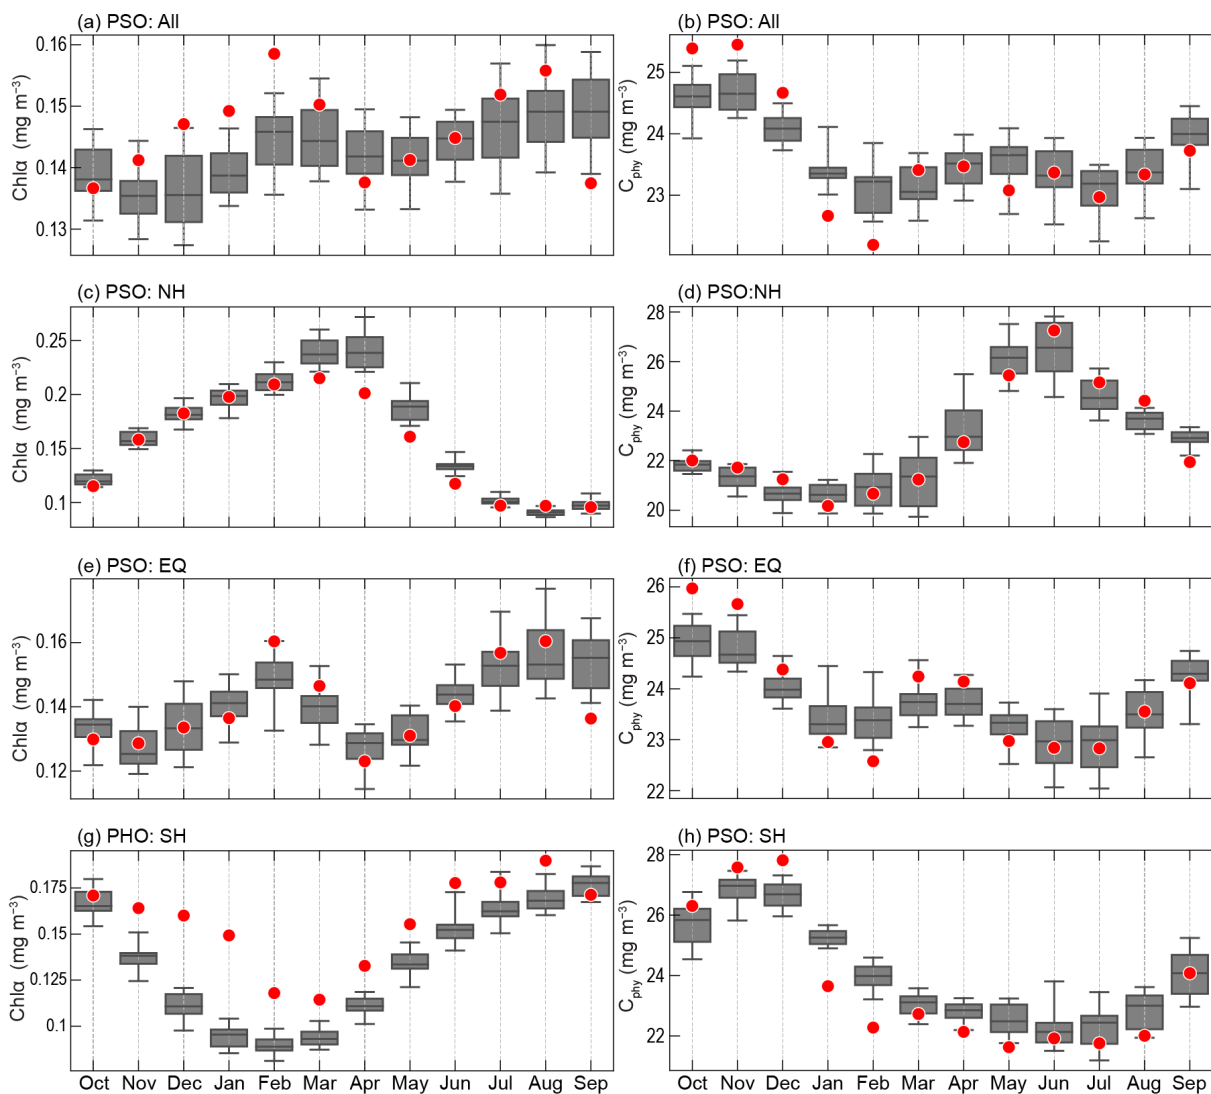 (a) PSO: All
(b) PSO: All
0.16
0.15
0.14
0.13
Chlα (mg m⁻³)
25
24
23
C_phy (mg m⁻³)
(c) PSO: NH
(d) PSO:NH
0.25
0.2
0.15
0.1
Chlα (mg m⁻³)
28
26
24
22
20
C_phy (mg m⁻³)
(e) PSO: EQ
(f) PSO: EQ
0.16
0.14
0.12
Chlα (mg m⁻³)
26
25
24
23
22
C_phy (mg m⁻³)
(g) PHO: SH
(h) PSO: SH
0.175
0.15
0.125
0.1
Chlα (mg m⁻³)
28
26
24
22
C_phy (mg m⁻³)
Oct Nov Dec Jan Feb Mar Apr May Jun Jul Aug Sep
Oct Nov Dec Jan Feb Mar Apr May Jun Jul Aug Sep